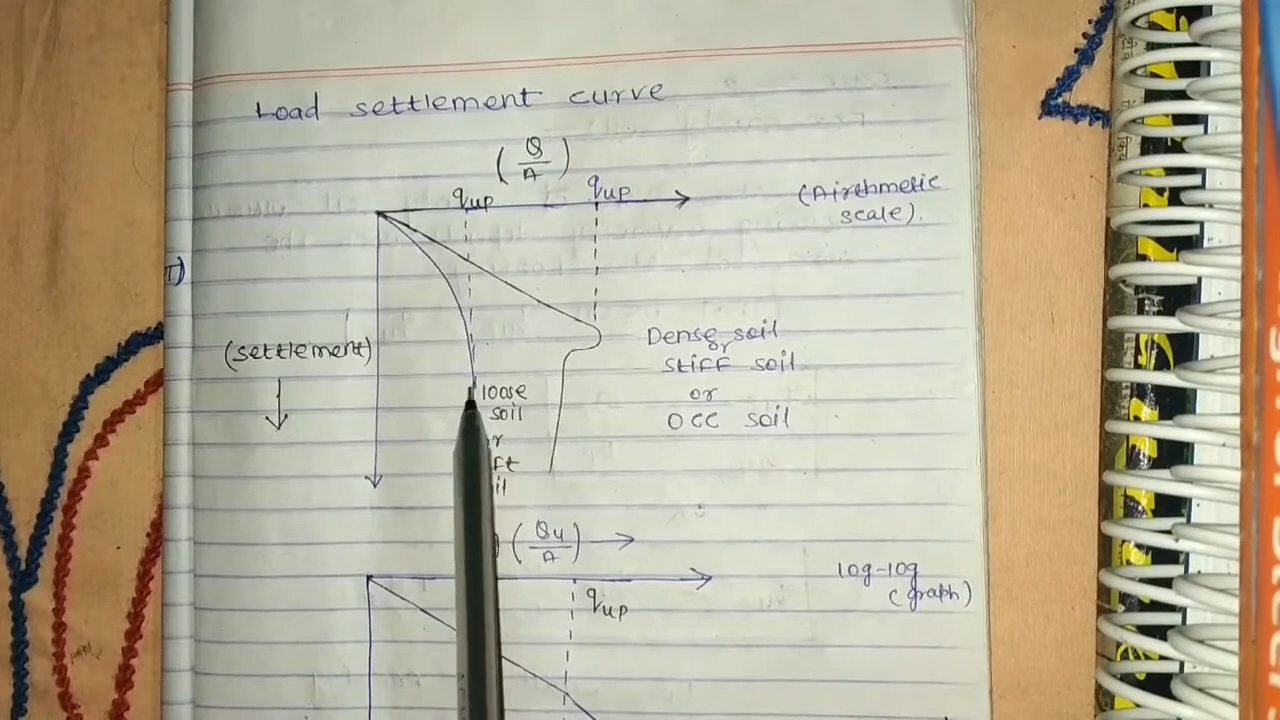 Load settlement curve
(Q/A)
qup qup
(Airthmetic
scale).
(settlement)
Dense soil
or
stiff soil
or
OCC soil
loose
soil
(Qu/A)
log-log
(graph)
qup